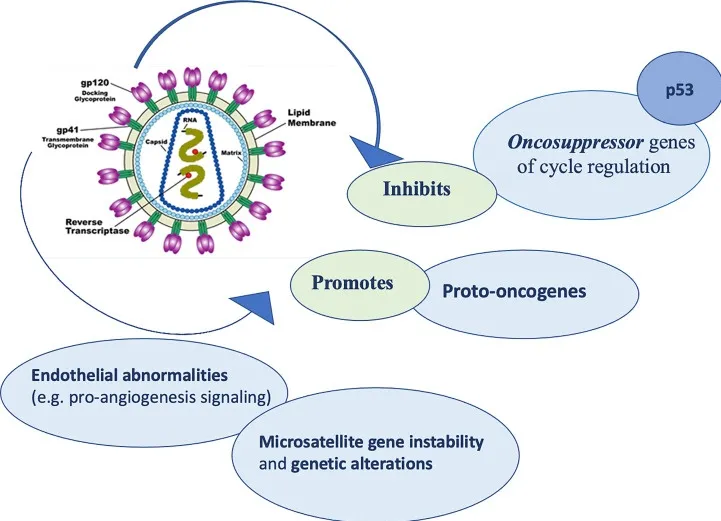 gp120
Docking
Glycoprotein
gp41
Transmembrane
Glycoprotein
Lipid
Membrane
RNA
Capsid
Matrix
Reverse
Transcriptase
p53
Oncosuppressor genes
of cycle regulation
Inhibits
Promotes
Proto-oncogenes
Endothelial abnormalities
(e.g. pro-angiogenesis signaling)
Microsatellite gene instability
and genetic alterations